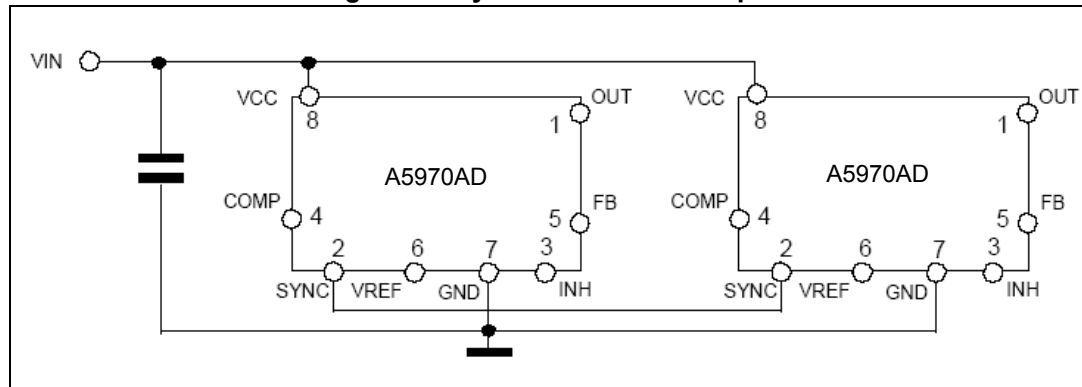 VIN
VCC
8
OUT
1
A5970AD
COMP
4
FB
5
2
6
7
3
SYNC
VREF
GND
INH
VCC
8
OUT
1
A5970AD
COMP
4
FB
5
2
6
7
3
SYNC
VREF
GND
INH